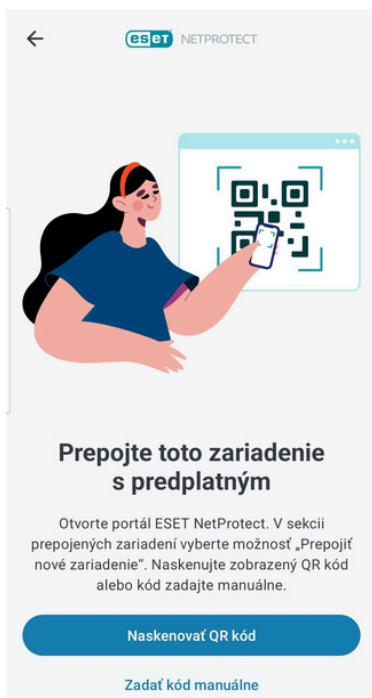 eset NETPROTECT
Prepojte toto zariadenie
s predplatným
Otvorte portál ESET NetProtect. V sekcii
prepojených zariadení vyberte možnosť „Prepojiť
nové zariadenie“. Naskenujte zobrazený QR kód
alebo kód zadajte manuálne.
Naskenovať QR kód
Zadať kód manuálne